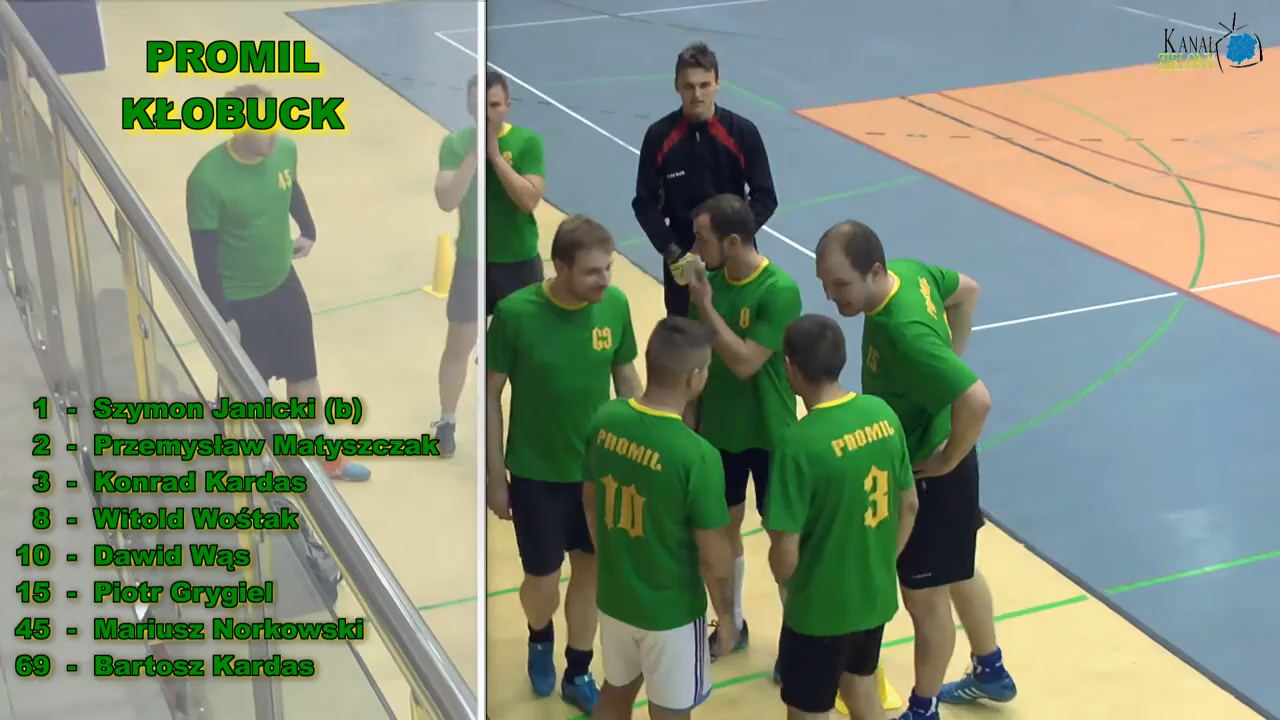 PROMIL
KŁOBUCK
KANAŁ
ZIELONY
45
69
8
15
PROMIL
10
PROMIL
3
1 - Szymon Janicki (b)
2 - Przemysław Matyszczak
3 - Konrad Kardas
8 - Witold Wośtak
10 - Dawid Wąs
15 - Piotr Grygiel
45 - Mariusz Norkowski
69 - Bartosz Kardas